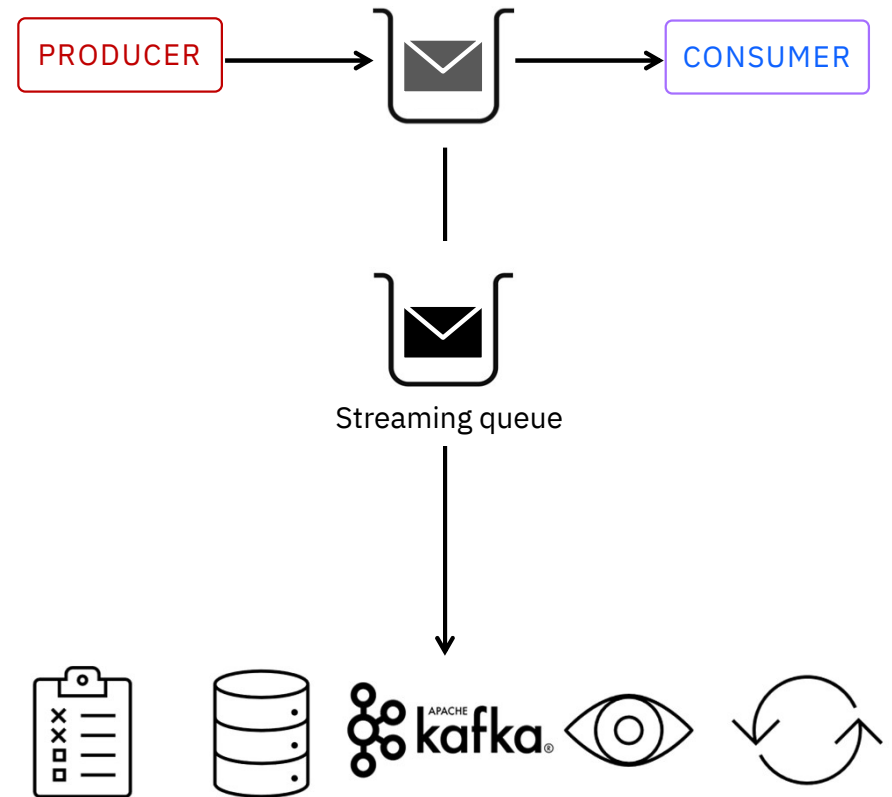 PRODUCER
CONSUMER
Streaming queue
APACHE
kafka®